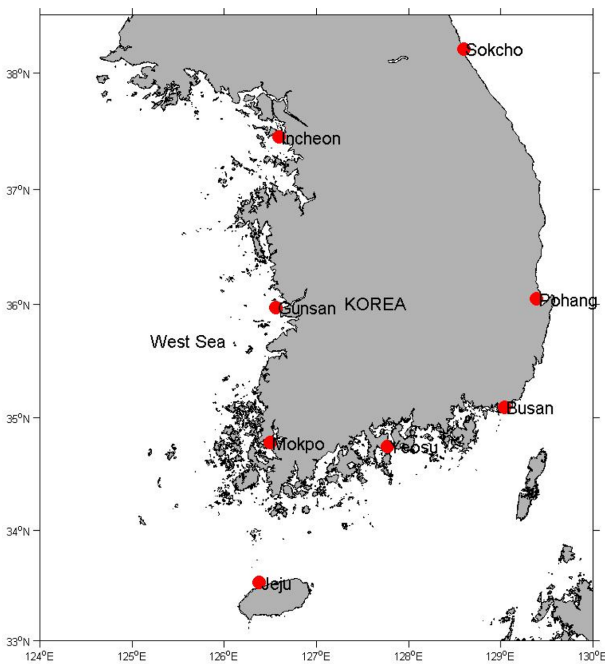 Sokcho
38°N
Incheon
37°N
36°N
Gunsan
KOREA
Pohang
West Sea
35°N
Busan
Mokpo
Yeosu
34°N
Jeju
33°N
124°E
125°E
126°E
127°E
128°E
129°E
130°E